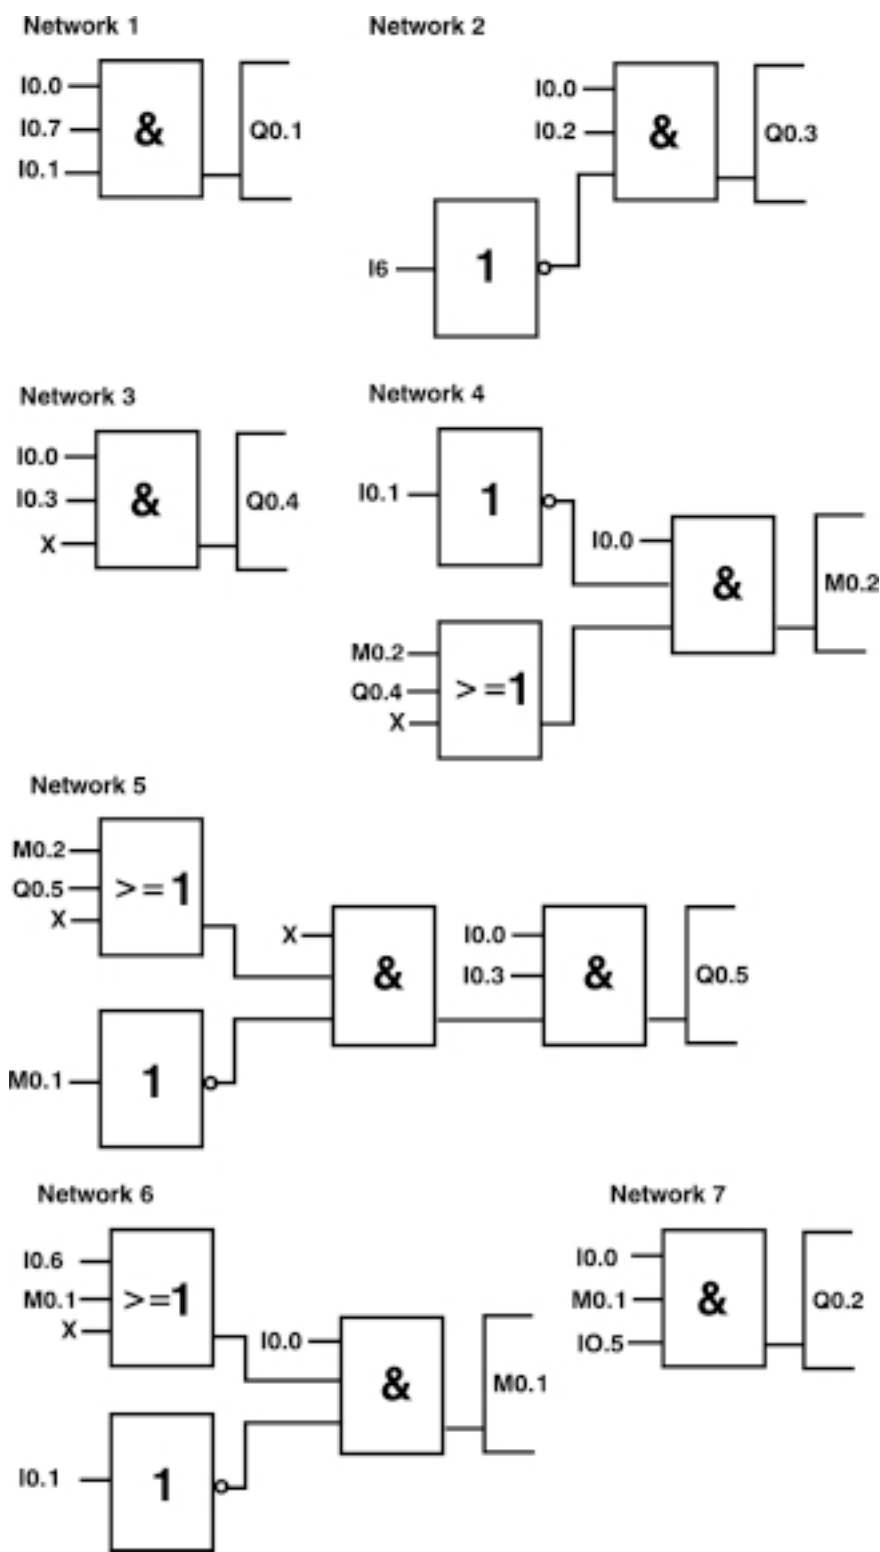 Network 1
I0.0
I0.7
I0.1
&
Q0.1
Network 2
I0.0
I0.2
&
Q0.3
I6
1
Network 3
I0.0
I0.3
X
&
Q0.4
Network 4
I0.1
1
I0.0
&
M0.2
M0.2
Q0.4
X
>=1
Network 5
M0.2
Q0.5
X
>=1
X
&
I0.0
I0.3
&
Q0.5
M0.1
1
Network 6
I0.6
M0.1
X
>=1
I0.0
&
M0.1
I0.1
1
Network 7
I0.0
M0.1
IO.5
&
Q0.2